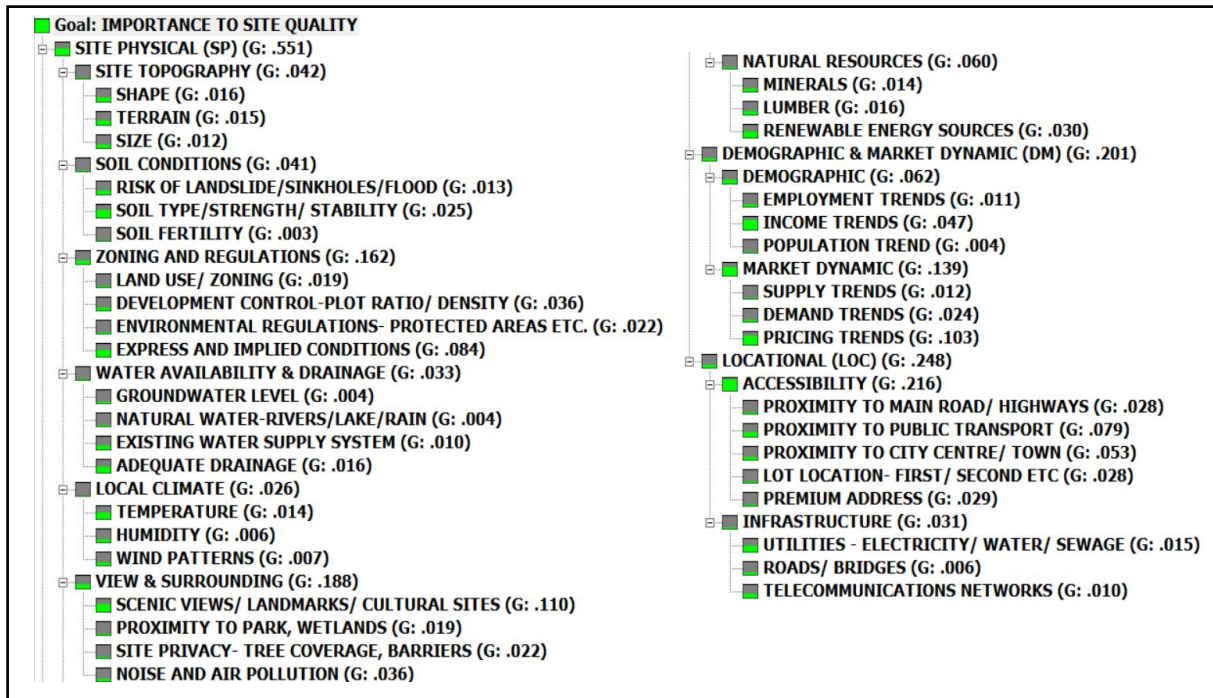 Goal: IMPORTANCE TO SITE QUALITY
SITE PHYSICAL (SP) (G: .551)
SITE TOPOGRAPHY (G: .042)
SHAPE (G: .016)
TERRAIN (G: .015)
SIZE (G: .012)
SOIL CONDITIONS (G: .041)
RISK OF LANDSLIDE/SINKHOLES/FLOOD (G: .013)
SOIL TYPE/STRENGTH/ STABILITY (G: .025)
SOIL FERTILITY (G: .003)
ZONING AND REGULATIONS (G: .162)
LAND USE/ ZONING (G: .019)
DEVELOPMENT CONTROL-PLOT RATIO/ DENSITY (G: .036)
ENVIRONMENTAL REGULATIONS- PROTECTED AREAS ETC. (G: .022)
EXPRESS AND IMPLIED CONDITIONS (G: .084)
WATER AVAILABILITY & DRAINAGE (G: .033)
GROUNDWATER LEVEL (G: .004)
NATURAL WATER-RIVERS/LAKE/RAIN (G: .004)
EXISTING WATER SUPPLY SYSTEM (G: .010)
ADEQUATE DRAINAGE (G: .016)
LOCAL CLIMATE (G: .026)
TEMPERATURE (G: .014)
HUMIDITY (G: .006)
WIND PATTERNS (G: .007)
VIEW & SURROUNDING (G: .188)
SCENIC VIEWS/ LANDMARKS/ CULTURAL SITES (G: .110)
PROXIMITY TO PARK, WETLANDS (G: .019)
SITE PRIVACY- TREE COVERAGE, BARRIERS (G: .022)
NOISE AND AIR POLLUTION (G: .036)
NATURAL RESOURCES (G: .060)
MINERALS (G: .014)
LUMBER (G: .016)
RENEWABLE ENERGY SOURCES (G: .030)
DEMOGRAPHIC & MARKET DYNAMIC (DM) (G: .201)
DEMOGRAPHIC (G: .062)
EMPLOYMENT TRENDS (G: .011)
INCOME TRENDS (G: .047)
POPULATION TREND (G: .004)
MARKET DYNAMIC (G: .139)
SUPPLY TRENDS (G: .012)
DEMAND TRENDS (G: .024)
PRICING TRENDS (G: .103)
LOCATIONAL (LOC) (G: .248)
ACCESSIBILITY (G: .216)
PROXIMITY TO MAIN ROAD/ HIGHWAYS (G: .028)
PROXIMITY TO PUBLIC TRANSPORT (G: .079)
PROXIMITY TO CITY CENTRE/ TOWN (G: .053)
LOT LOCATION- FIRST/ SECOND ETC (G: .028)
PREMIUM ADDRESS (G: .029)
INFRASTRUCTURE (G: .031)
UTILITIES - ELECTRICITY/ WATER/ SEWAGE (G: .015)
ROADS/ BRIDGES (G: .006)
TELECOMMUNICATIONS NETWORKS (G: .010)